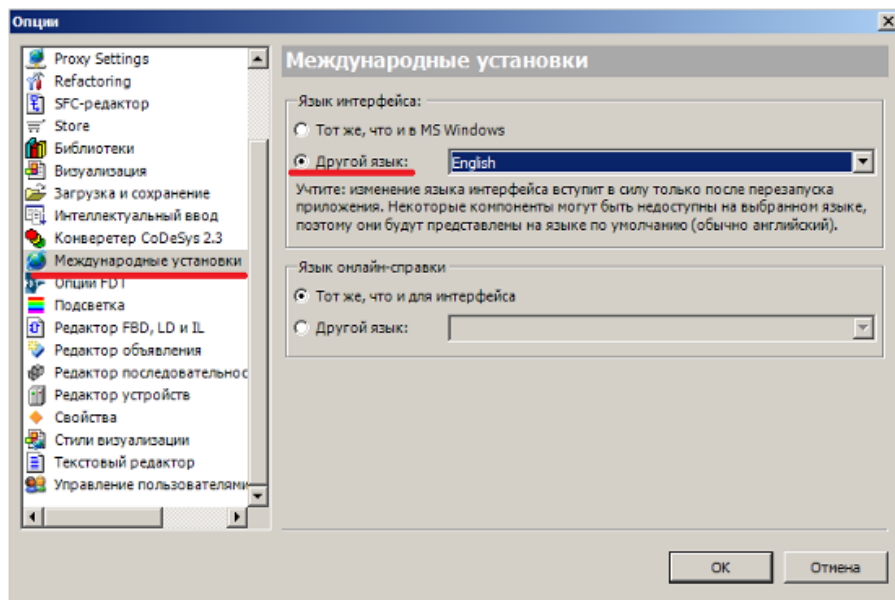 Опции
Proxy Settings
Refactoring
SFC-редактор
Store
Библиотеки
Визуализация
Загрузка и сохранение
Интеллектуальный ввод
Конверетер CoDeSys 2.3
Международные установки
Опции FDT
Подсветка
Редактор FBD, LD и IL
Редактор объявления
Редактор последовательнос
Редактор устройств
Свойства
Стили визуализации
Текстовый редактор
Управление пользователями
Международные установки
Язык интерфейса:
Тот же, что и в MS Windows
Другой язык: English
Учтите: изменение языка интерфейса вступит в силу только после перезапуска
приложения. Некоторые компоненты могут быть недоступны на выбранном языке,
поэтому они будут представлены на языке по умолчанию (обычно английский).
Язык онлайн-справки
Тот же, что и для интерфейса
Другой язык:
OK Отмена